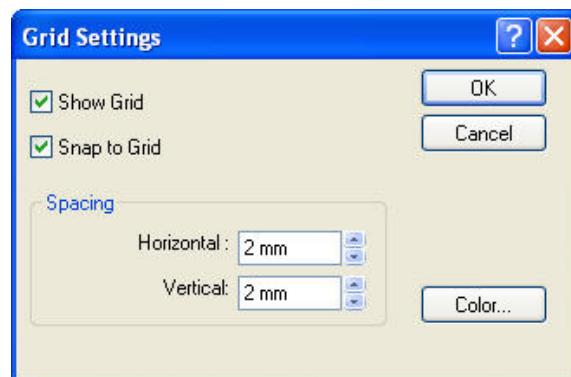 Grid Settings
?
Show Grid
Snap to Grid
OK
Cancel
Spacing
Horizontal : 2 mm
Vertical: 2 mm
Color...